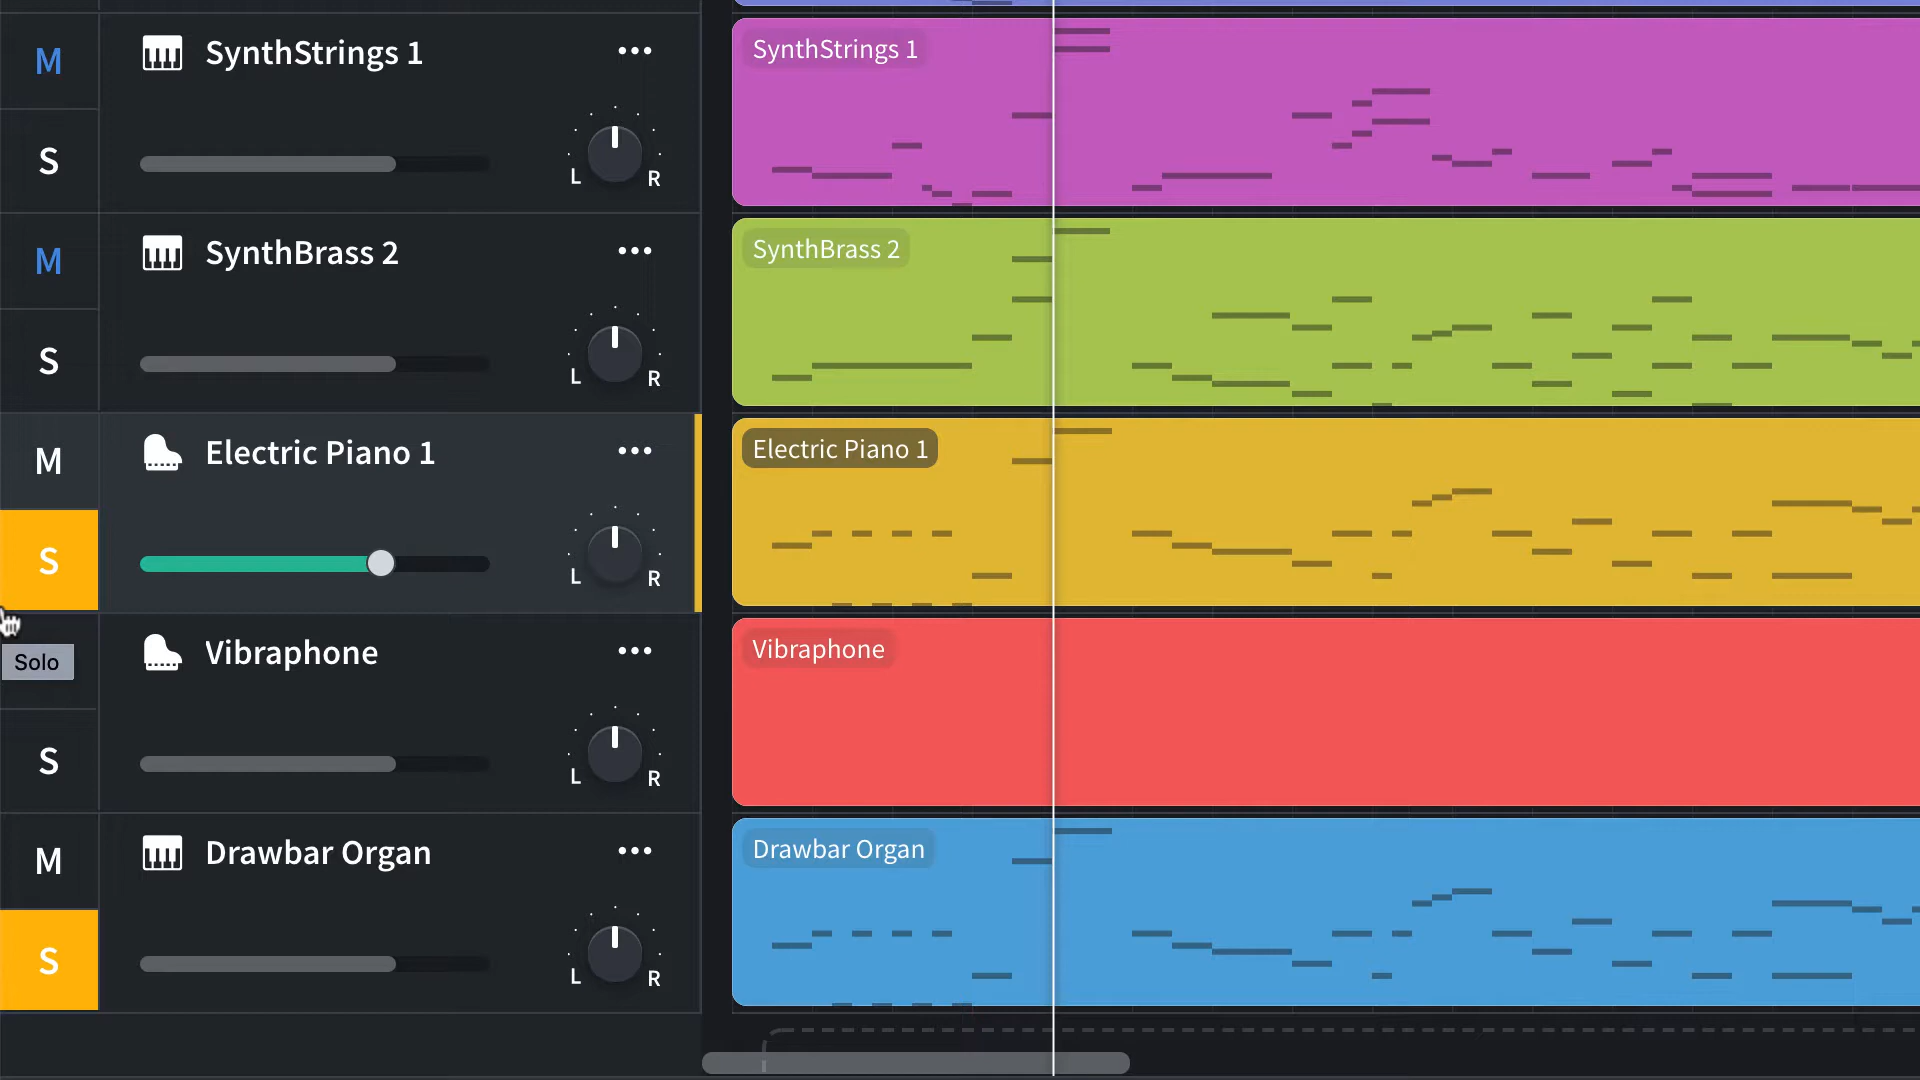 M
SynthStrings 1
...
S
L
R
SynthStrings 1
M
SynthBrass 2
...
S
L
R
SynthBrass 2
M
Electric Piano 1
...
S
L
R
Electric Piano 1
Solo
Vibraphone
...
S
L
R
Vibraphone
M
Drawbar Organ
...
S
L
R
Drawbar Organ